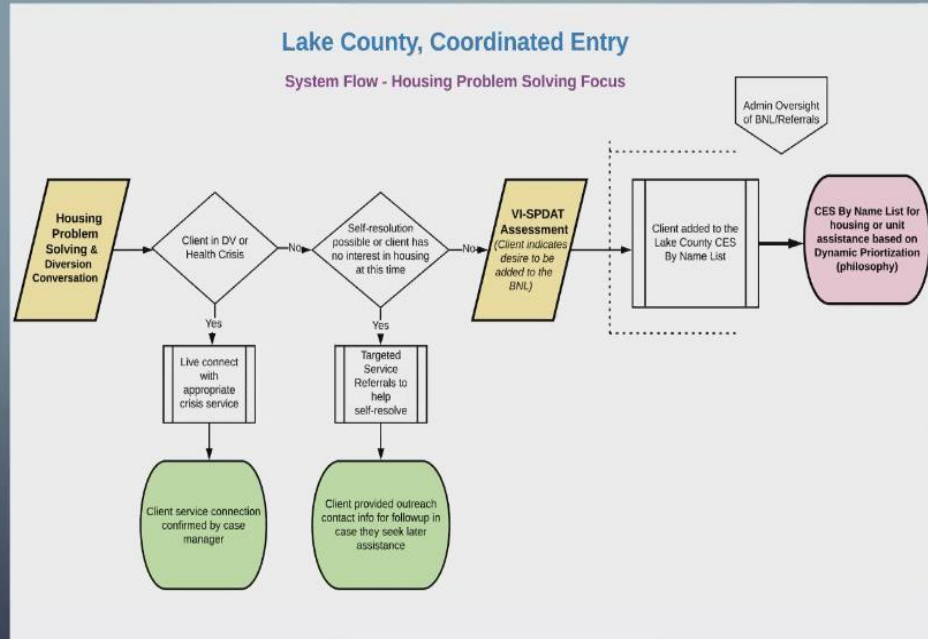 Lake County, Coordinated Entry
System Flow - Housing Problem Solving Focus
Admin Oversight
of BNL/Referrals
Housing
Problem
Solving &
Diversion
Conversation
Client in DV or
Health Crisis
No
Self-resolution
possible or client has
no interest in housing
at this time
No
VI-SPDAT
Assessment
(Client indicates
desire to be
added to the
BNL)
Client added to the
Lake County CES
By Name List
CES By Name List for
housing or unit
assistance based on
Dynamic Priortization
(philosophy)
Yes
Yes
Live connect
with
appropriate
crisis service
Targeted
Service
Referrals to
help
self-resolve
Client service connection
confirmed by case
manager
Client provided outreach
contact info for followup in
case they seek later
assistance